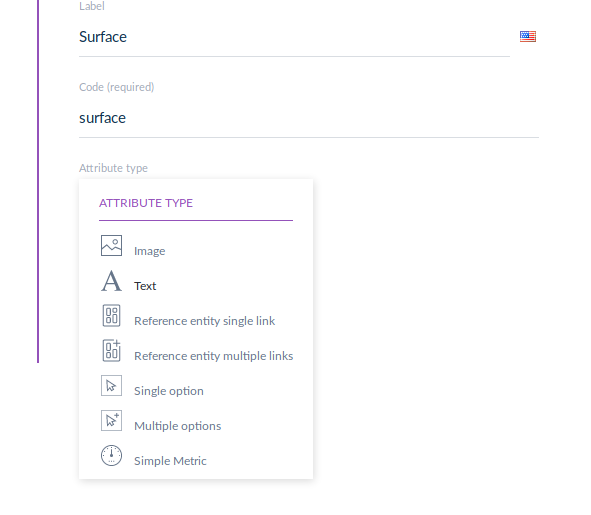 Label
Surface
Code (required)
surface
Attribute type
ATTRIBUTE TYPE
Image
Text
Reference entity single link
Reference entity multiple links
Single option
Multiple options
Simple Metric